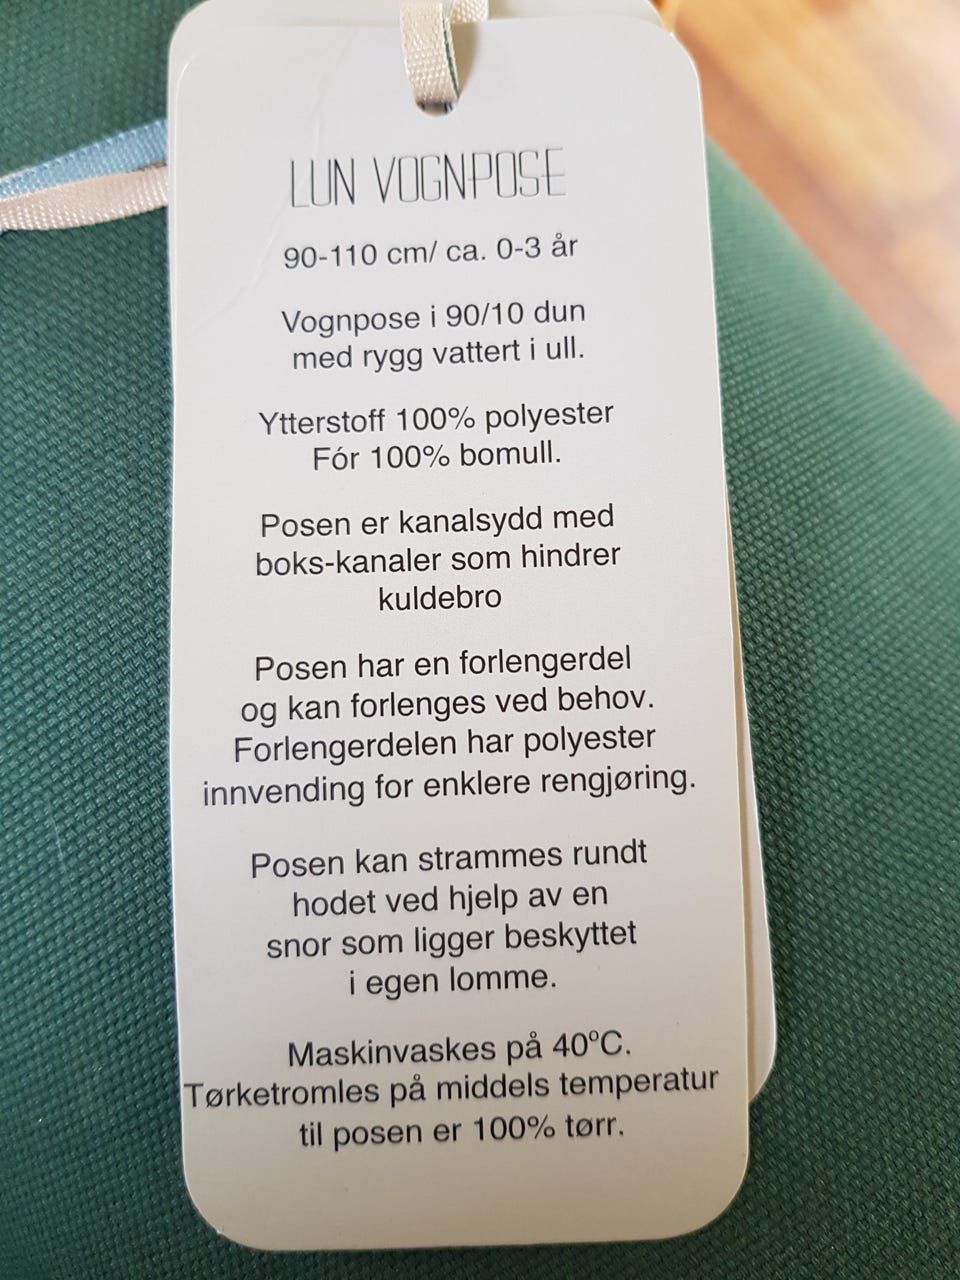 LUN VOGNPOSE
90-110 cm/ ca. 0-3 år
Vognpose i 90/10 dun
med rygg vattert i ull.
Ytterstoff 100% polyester
Fór 100% bomull.
Posen er kanalsydd med
boks-kanaler som hindrer
kuldebro
Posen har en forlengerdel
og kan forlenges ved behov.
Forlengerdelen har polyester
innvending for enklere rengjøring.
Posen kan strammes rundt
hodet ved hjelp av en
snor som ligger beskyttet
i egen lomme.
Maskinvaskes på 40ºC.
Tørketromles på middels temperatur
til posen er 100% tørr.